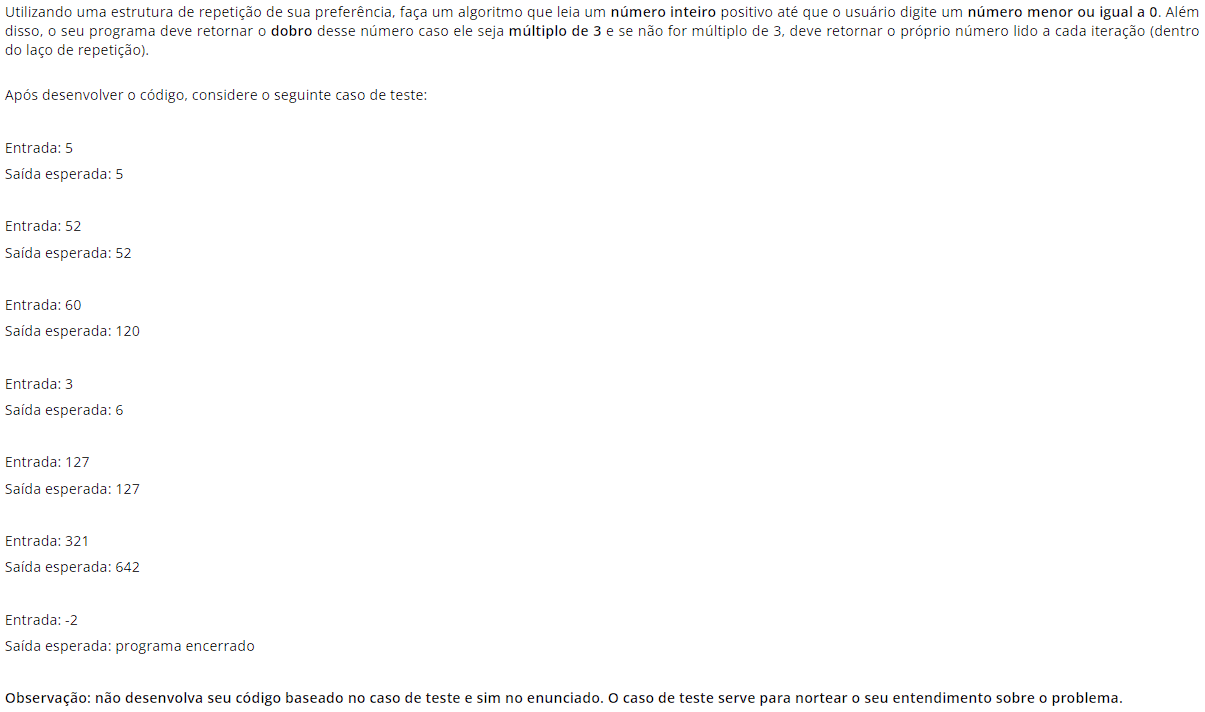 Utilizando uma estrutura de repetição de sua preferência, faça um algoritmo que leia um número inteiro positivo até que o usuário digite um número menor ou igual a 0. Além
disso, o seu programa deve retornar o dobro desse número caso ele seja múltiplo de 3 e se não for múltiplo de 3, deve retornar o próprio número lido a cada iteração (dentro
do laço de repetição).
Após desenvolver o código, considere o seguinte caso de teste:
Entrada: 5
Saída esperada: 5
Entrada: 52
Saída esperada: 52
Entrada: 60
Saída esperada: 120
Entrada: 3
Saída esperada: 6
Entrada: 127
Saída esperada: 127
Entrada: 321
Saída esperada: 642
Entrada: -2
Saída esperada: programa encerrado
Observação: não desenvolva seu código baseado no caso de teste e sim no enunciado. O caso de teste serve para nortear o seu entendimento sobre o problema.